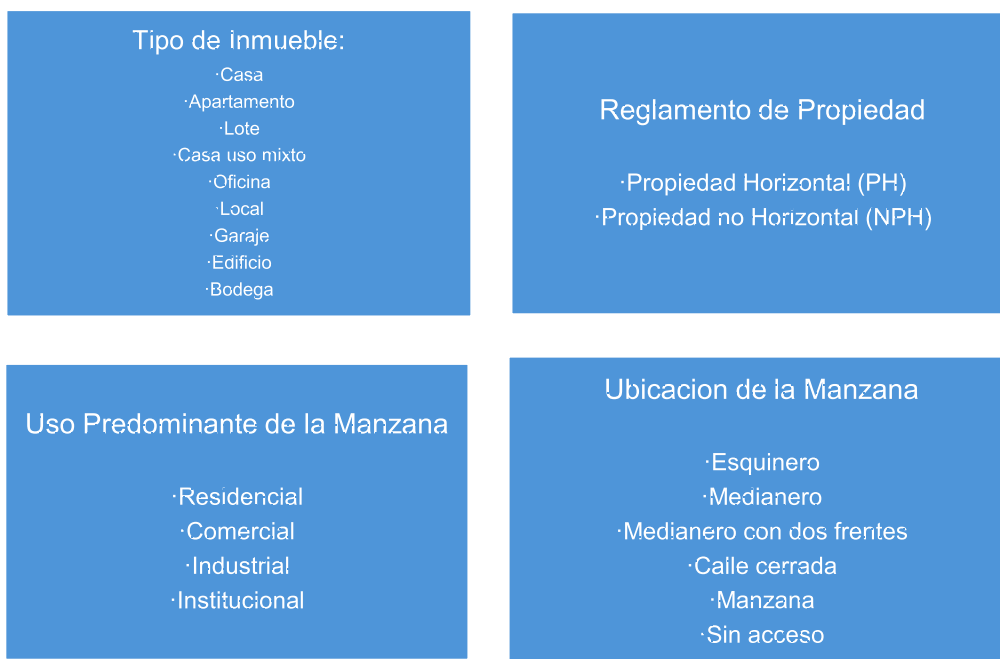 Tipo de Inmueble:
·Casa
·Apartamento
·Lote
·Casa uso mixto
·Oficina
·Local
·Garaje
·Edificio
·Bodega
Reglamento de Propiedad
·Propiedad Horizontal (PH)
·Propiedad no Horizontal (NPH)
Uso Predominante de la Manzana
·Residencial
·Comercial
·Industrial
·Institucional
Ubicacion de la Manzana
·Esquinero
·Medianero
·Medianero con dos frentes
·Calle cerrada
·Manzana
·Sin acceso